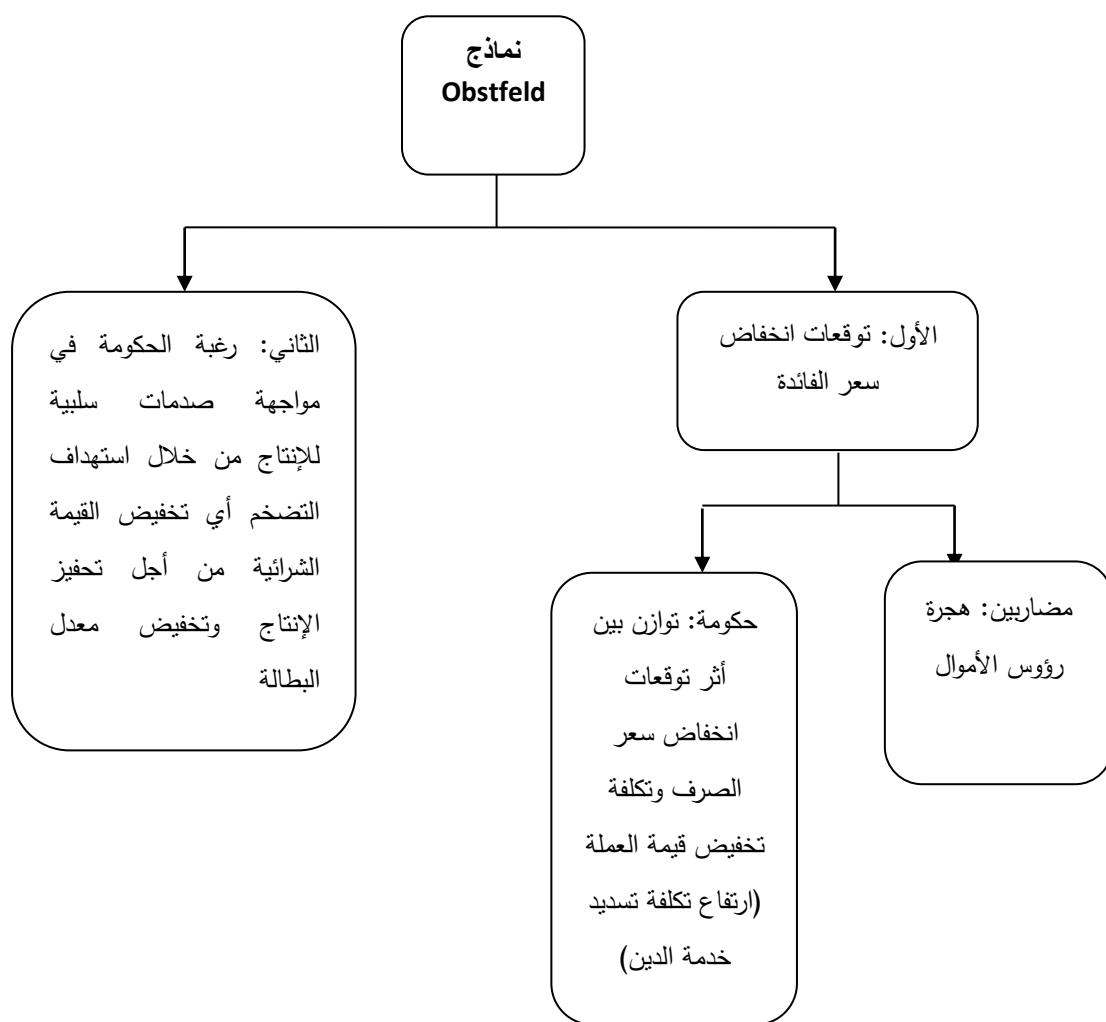 نماذج
Obstfeld
الأول: توقعات انخفاض
سعر الفائدة
الثاني: رغبة الحكومة في
مواجهة صدمات سلبية
للإنتاج من خلال استهداف
التضخم أي تخفيض القيمة
الشرائية من أجل تحفيز
الإنتاج وتخفيض معدل
البطالة
مضاربين: هجرة
رؤوس الأموال
حكومة: توازن بين
أثر توقعات
انخفاض سعر
الصرف وتكلفة
تخفيض قيمة العملة
(ارتفاع تكلفة تسديد
خدمة الدين)